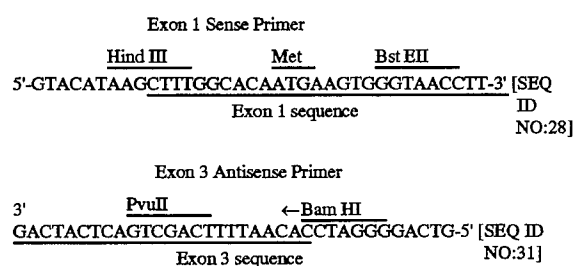 Exon 1 Sense Primer
Hind III Met Bst EII
5'-GTACATAAGCTTTGGCACAATGAAGTGGGTAACCTT-3' [SEQ
ID
Exon 1 sequence
NO:28]
Exon 3 Antisense Primer
3' PvuII ←Bam HI
GACTACTCAGTCGACTTTTAACACCTAGGGGACTG-5' [SEQ ID
NO:31]
Exon 3 sequence